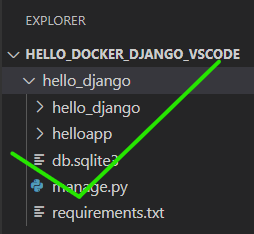 EXPLORER
HELLO_DOCKER_DJANGO_VSCODE
hello_django
hello_django
helloapp
db.sqlite3
manage.py
requirements.txt